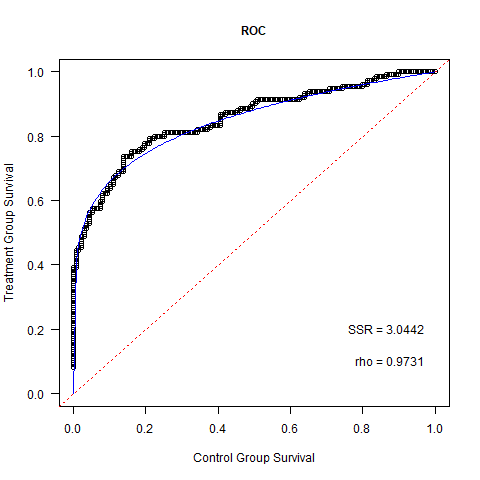 ROC
Treatment Group Survival
1.0
0.8
0.6
0.4
0.2
0.0
SSR = 3.0442
rho = 0.9731
0.0 0.2 0.4 0.6 0.8 1.0
Control Group Survival